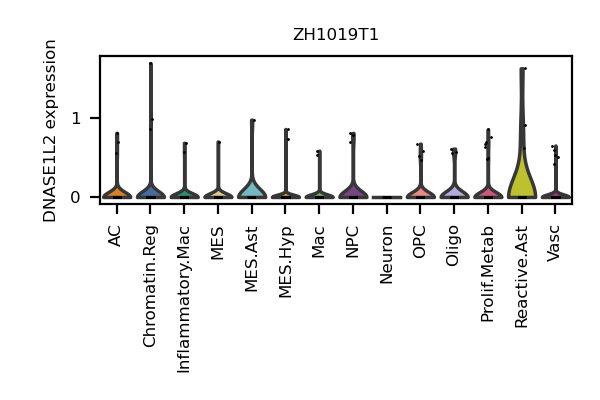 ZH1019T1
DNASE1L2 expression
1
0
AC
Chromatin.Reg
Inflammatory.Mac
MES
MES.Ast
MES.Hyp
Mac
NPC
Neuron
OPC
Oligo
Prolif.Metab
Reactive.Ast
Vasc